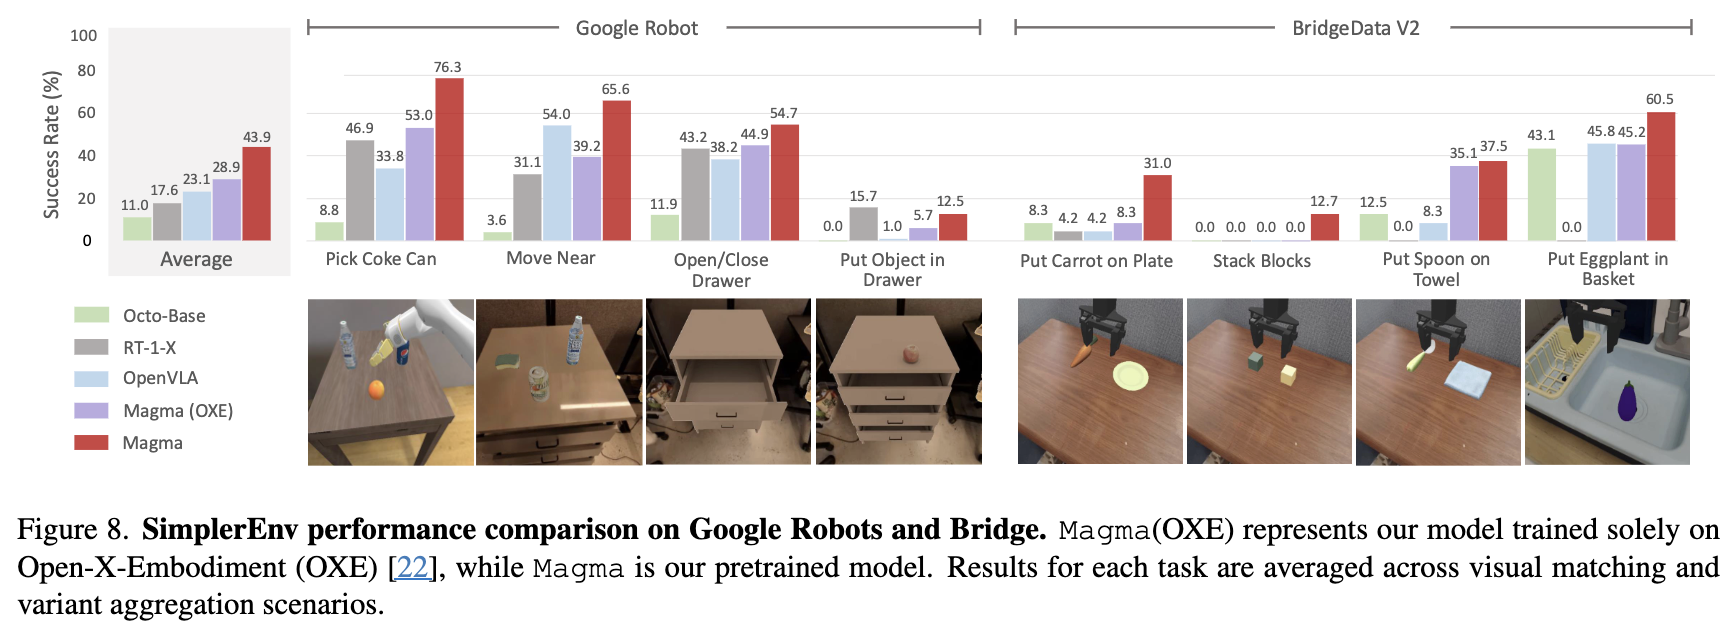 Google Robot
BridgeData V2
Success Rate (%)
100
80
60
40
20
0
11.0
17.6
23.1
28.9
43.9
Average
8.8
46.9
33.8
53.0
76.3
Pick Coke Can
3.6
31.1
54.0
39.2
65.6
Move Near
11.9
43.2
38.2
44.9
54.7
Open/Close
Drawer
0.0
15.7
1.0
5.7
12.5
Put Object in
Drawer
8.3
4.2
4.2
8.3
31.0
Put Carrot on Plate
0.0
0.0
0.0
0.0
12.7
Stack Blocks
12.5
0.0
8.3
35.1
37.5
Put Spoon on
Towel
43.1
0.0
45.8
45.2
60.5
Put Eggplant in
Basket
Octo-Base
RT-1-X
OpenVLA
Magma (OXE)
Magma
Figure 8. SimplerEnv performance comparison on Google Robots and Bridge. Magma(OXE) represents our model trained solely on
Open-X-Embodiment (OXE) [22], while Magma is our pretrained model. Results for each task are averaged across visual matching and
variant aggregation scenarios.